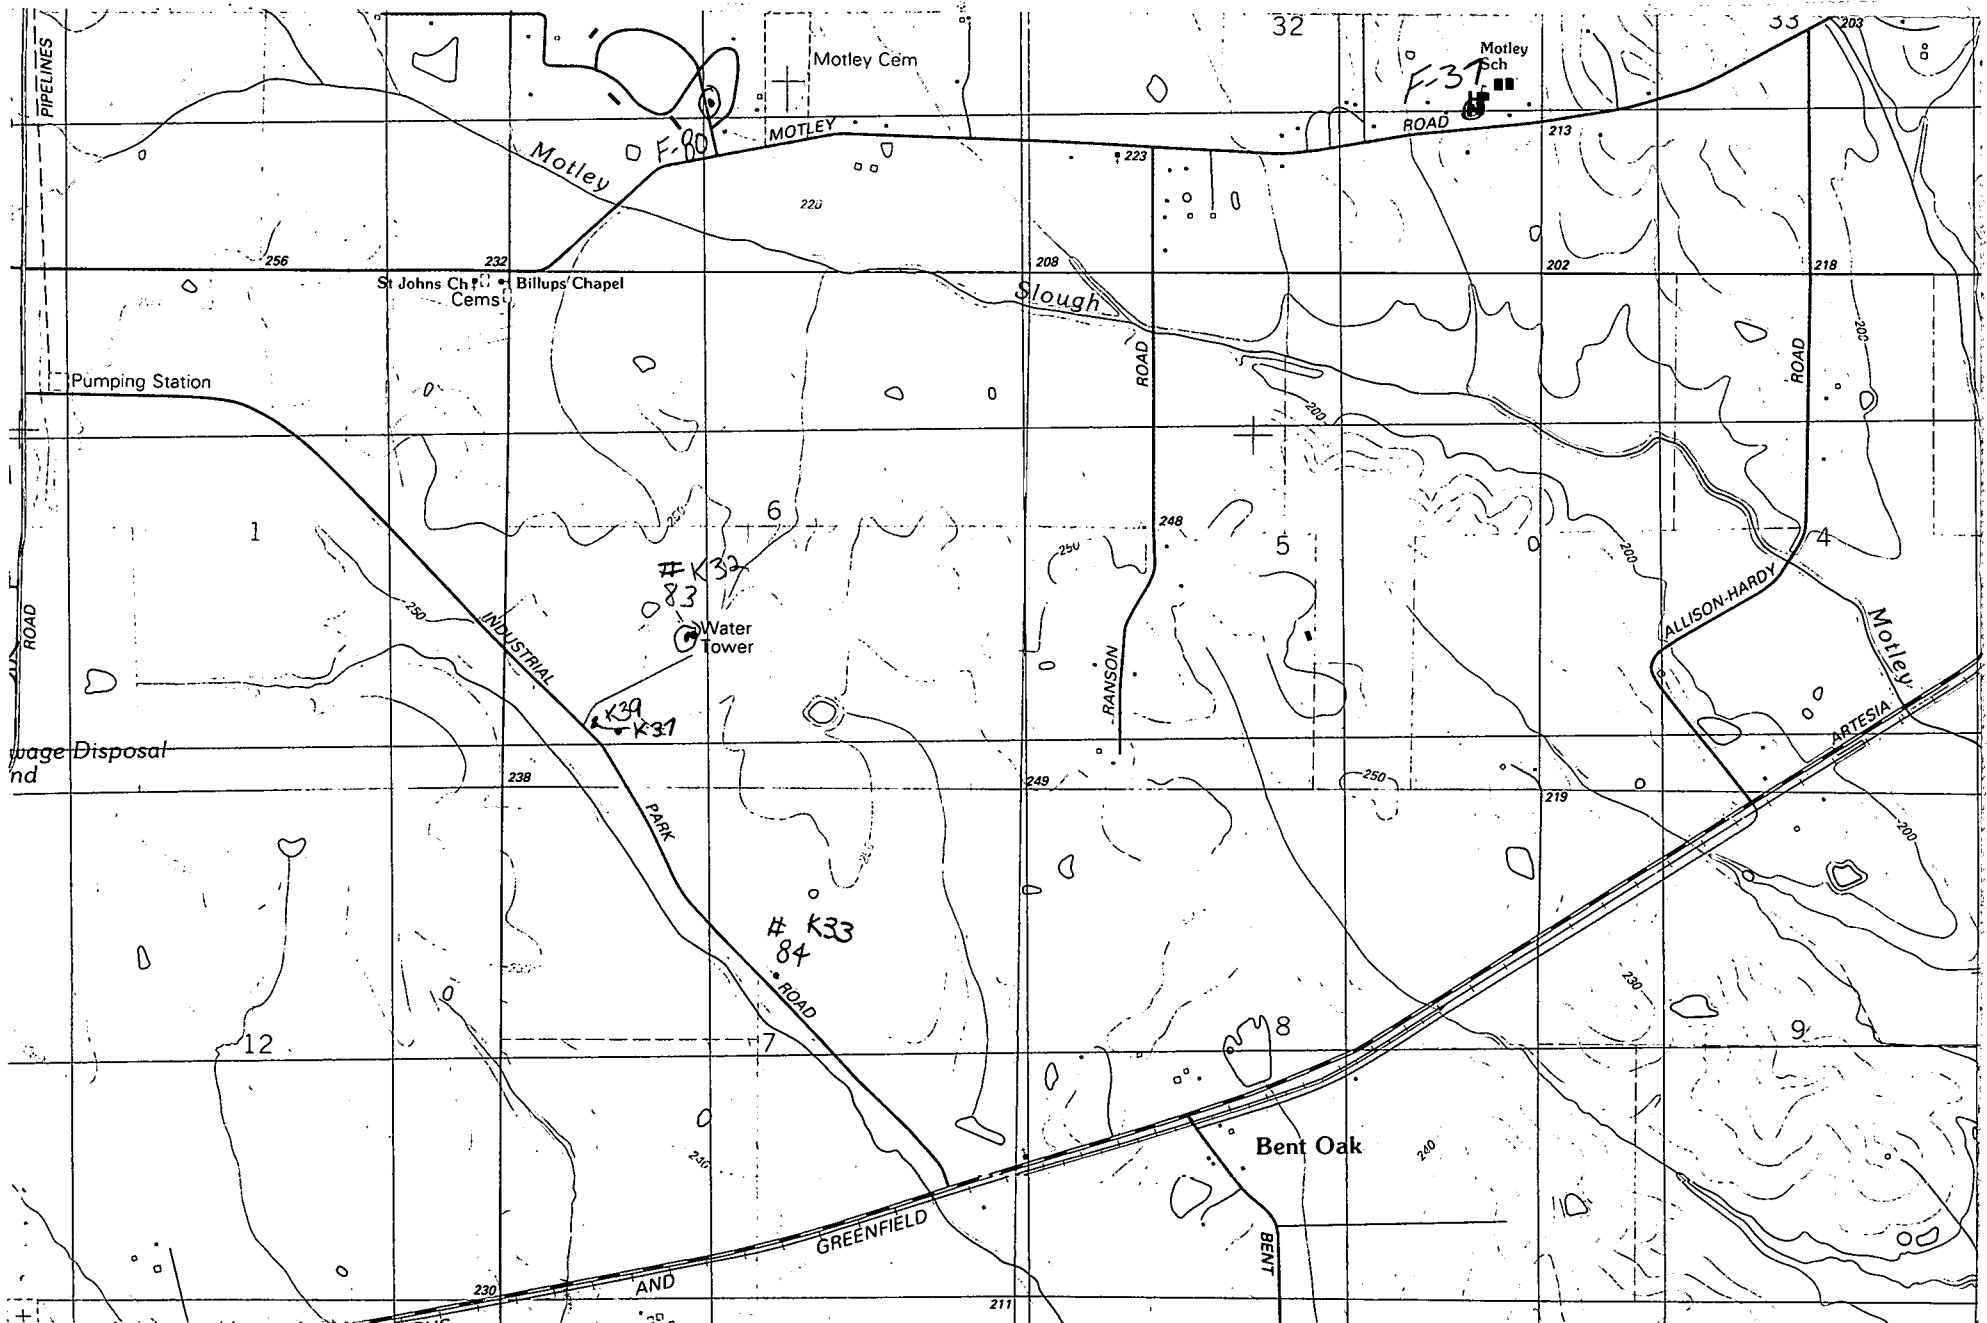 32
33
203
PIPELINES
Motley Cem
Motley
Sch
F-37
MOTLEY
ROAD
213
F-80
Motley
223
220
256
232
208
202
218
St Johns Ch
Billups Chapel
Cems
Slough
ROAD
ROAD
200
Pumping Station
200
1
6
250
248
5
4
250
200
# K32
83
ALLISON-HARDY
250
INDUSTRIAL
Water
Tower
ROAD
Motley
RANSON
K39
K37
ARTESIA
wage Disposal
nd
238
249
250
219
PARK
200
# K33
84
230
ROAD
12
7
8
9
Bent Oak
240
GREENFIELD
BENT
AND
230
211